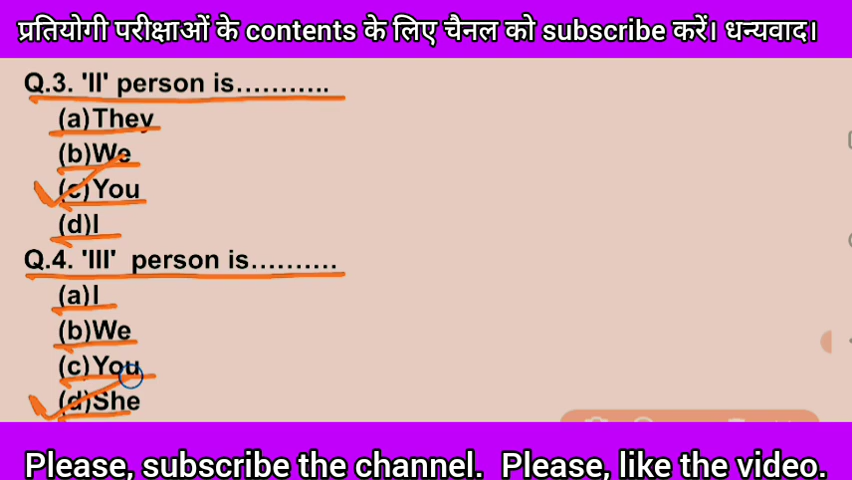 प्रतियोगी परीक्षाओं के contents के लिए चैनल को subscribe करें। धन्यवाद।
Q.3. 'II' person is………..
(a)They
(b)We
(c)You
(d)I
Q.4. 'III' person is……….
(a)I
(b)We
(c)You
(d)She
Please, subscribe the channel. Please, like the video.